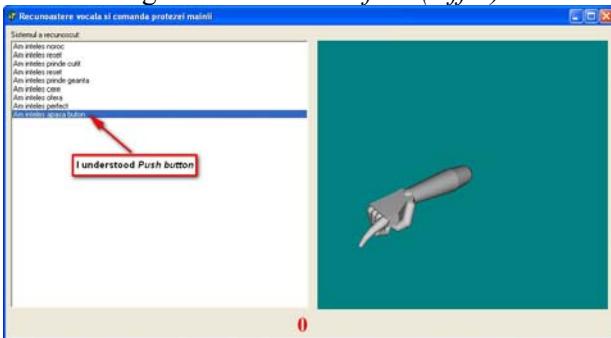 Recunoastere vocala si comanda protezei mainii
Sistemul a recunoscut:
Am inteles noroc
Am inteles reset
Am inteles prinde cutit
Am inteles reset
Am inteles prinde geanta
Am inteles cere
Am inteles ofera
Am inteles perfect
Am inteles apasa buton
I understood Push button
0